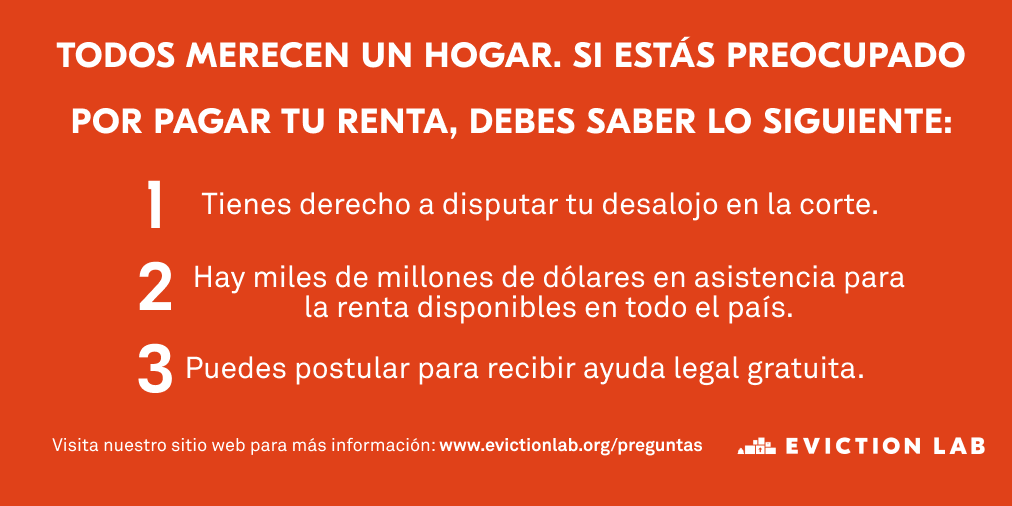 TODOS MERECEN UN HOGAR. SI ESTÁS PREOCUPADO
POR PAGAR TU RENTA, DEBES SABER LO SIGUIENTE:
1 Tienes derecho a disputar tu desalojo en la corte.
2 Hay miles de millones de dólares en asistencia para
la renta disponibles en todo el país.
3 Puedes postular para recibir ayuda legal gratuita.
Visita nuestro sitio web para más información: www.evictionlab.org/preguntas
EVICTION LAB